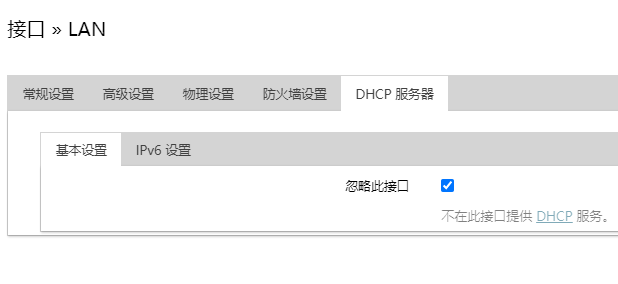 接口 » LAN
常规设置 高级设置 物理设置 防火墙设置 DHCP 服务器
基本设置 IPv6 设置
忽略此接口
不在此接口提供 DHCP 服务。